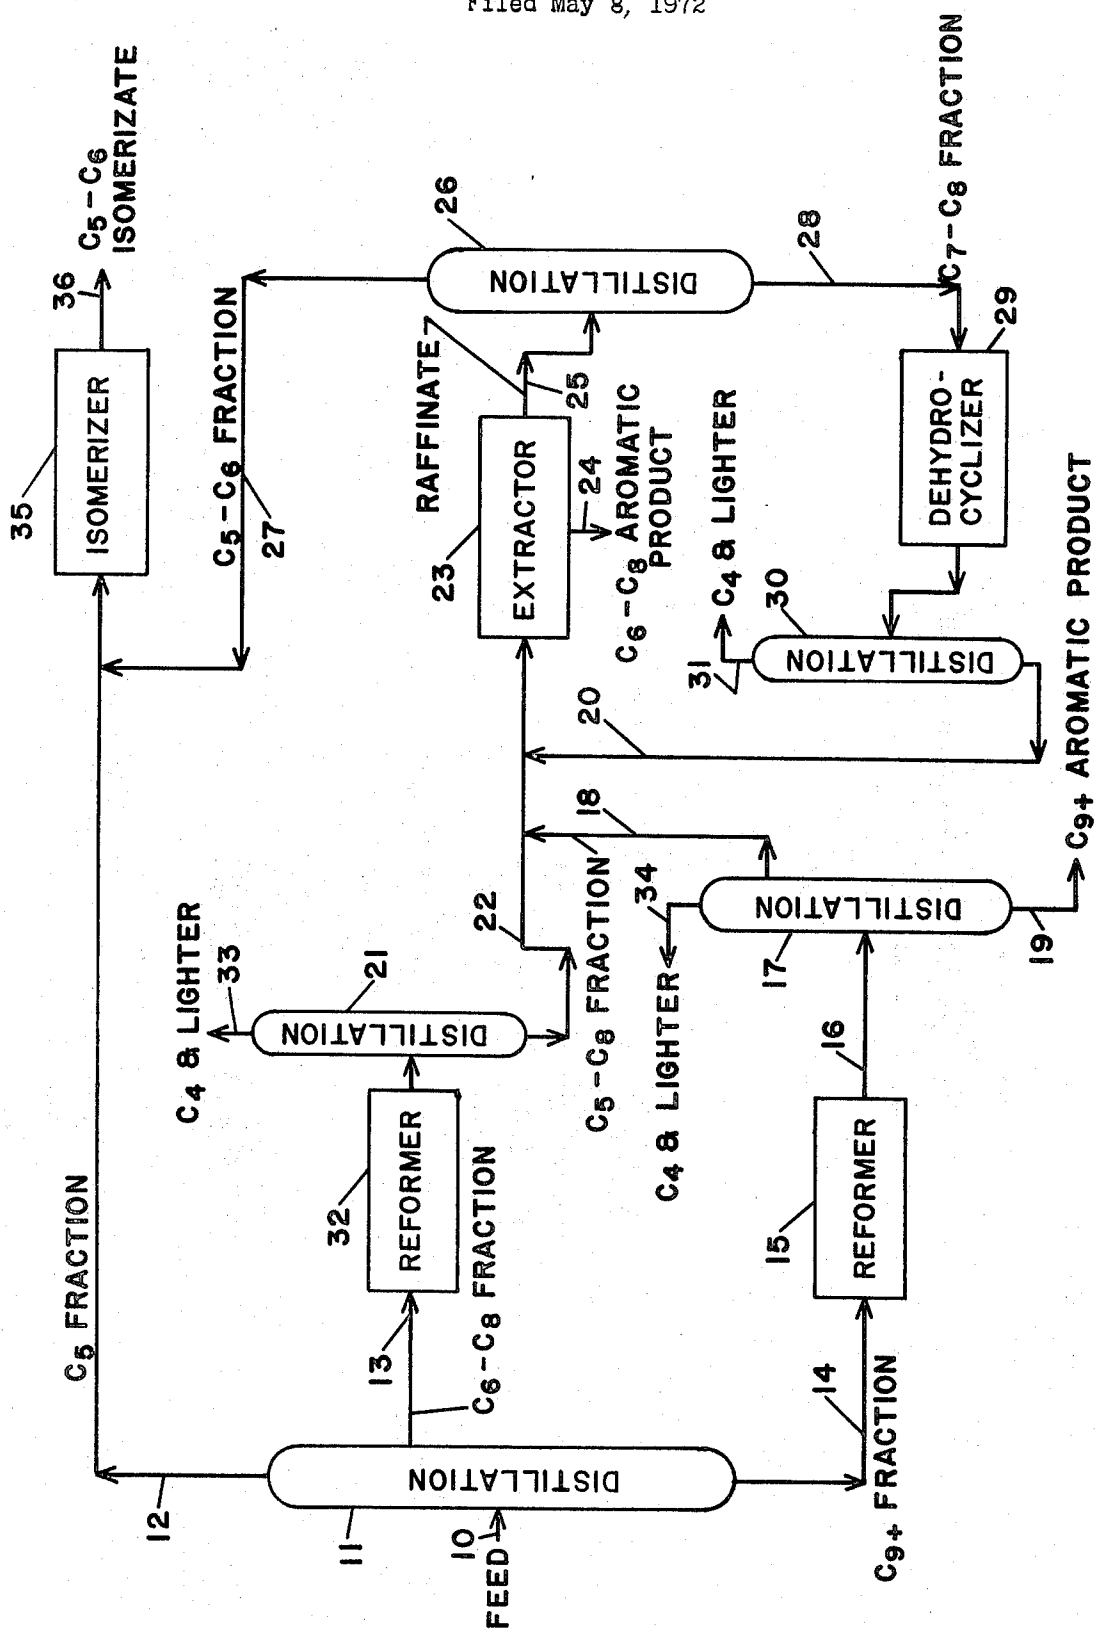 Filed May 8, 1972
C5-C6
ISOMERIZATE
36
35
ISOMERIZER
C5 FRACTION
12
C5-C6 FRACTION
27
C4 & LIGHTER
33
21
DISTILLATION
32
REFORMER
13
C6-C8 FRACTION
11
DISTILLATION
10
FEED
14
C9+ FRACTION
15
REFORMER
16
17
DISTILLATION
34
C4 & LIGHTER
C5-C8 FRACTION
18
19
C9+ AROMATIC PRODUCT
22
20
23
EXTRACTOR
RAFFINATE
25
24
C6-C8 AROMATIC
PRODUCT
26
DISTILLATION
28
C7-C8 FRACTION
29
DEHYDRO-
CYCLIZER
30
DISTILLATION
31
C4 & LIGHTER